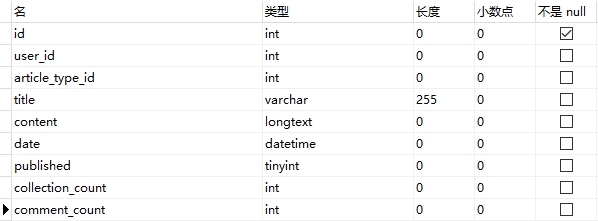 名 类型 长度 小数点 不是 null
id int 0 0
user_id int 0 0
article_type_id int 0 0
title varchar 255 0
content longtext 0 0
date datetime 0 0
published tinyint 0 0
collection_count int 0 0
comment_count int 0 0